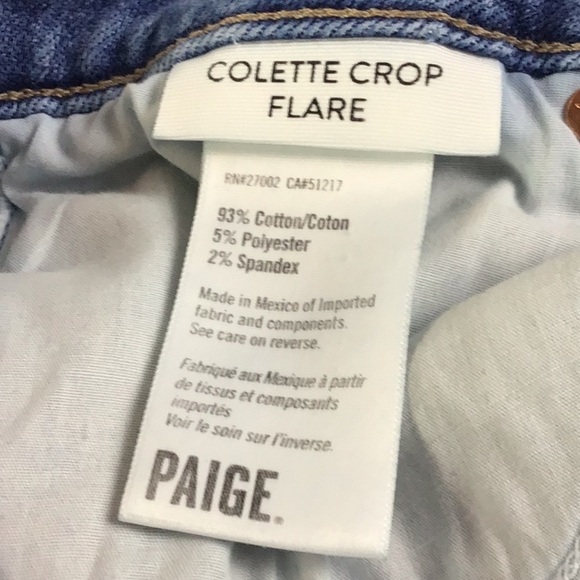 COLETTE CROP
FLARE
RN#27002 CA#51217
93% Cotton/Coton
5% Polyester
2% Spandex
Made in Mexico of Imported
fabric and components.
See care on reverse.
Fabriqué aux Mexique à partir
de tissus et composants
importés
Voir le soin sur l'inverse.
PAIGE.